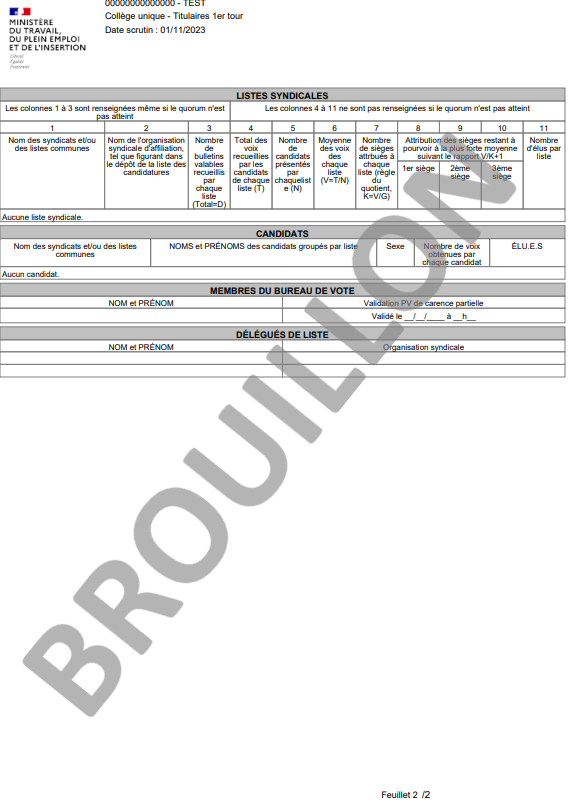 00000000000000 - TEST
Collège unique - Titulaires 1er tour
Date scrutin : 01/11/2023
MINISTÈRE
DU TRAVAIL,
DU PLEIN EMPLOI
ET DE L'INSERTION
Liberté
Égalité
Fraternité
LISTES SYNDICALES
Les colonnes 1 à 3 sont renseignées même si le quorum n'est
pas atteint
Les colonnes 4 à 11 ne sont pas renseignées si le quorum n'est pas atteint
1 2 3 4 5 6 7 8 9 10 11
Nom des syndicats et/ou
des listes communes
Nom de l'organisation
syndicale d'affiliation,
tel que figurant dans
le dépôt de la liste des
candidatures
Nombre
de
bulletins
valables
recueillis
par
chaque
liste
(Total=D)
Total des
voix
recueillies
par les
candidats
de chaque
liste (T)
Nombre
de
candidats
présentés
par
chaquelist
e (N)
Moyenne
des voix
des
chaque
liste
(V=T/N)
Nombre
de sièges
attrbués à
chaque
liste (règle
du
quotient,
K=V/G)
Attribution des sièges restant à
pourvoir à la plus forte moyenne
suivant le rapport V/K+1
1er siège
2ème
siège
3ème
siège
Nombre
d'élus par
liste
Aucune liste syndicale.
CANDIDATS
Nom des syndicats et/ou des listes
communes
NOMS et PRÉNOMS des candidats groupés par liste
Sexe
Nombre de voix
obtenues par
chaque candidat
ÉLU.E.S
Aucun candidat.
MEMBRES DU BUREAU DE VOTE
NOM et PRÉNOM
Validation PV de carence partielle
Validé le __/__/____ à __h__
DÉLÉGUÉS DE LISTE
NOM et PRÉNOM
Organisation syndicale
BROUILLON
Feuillet 2 /2